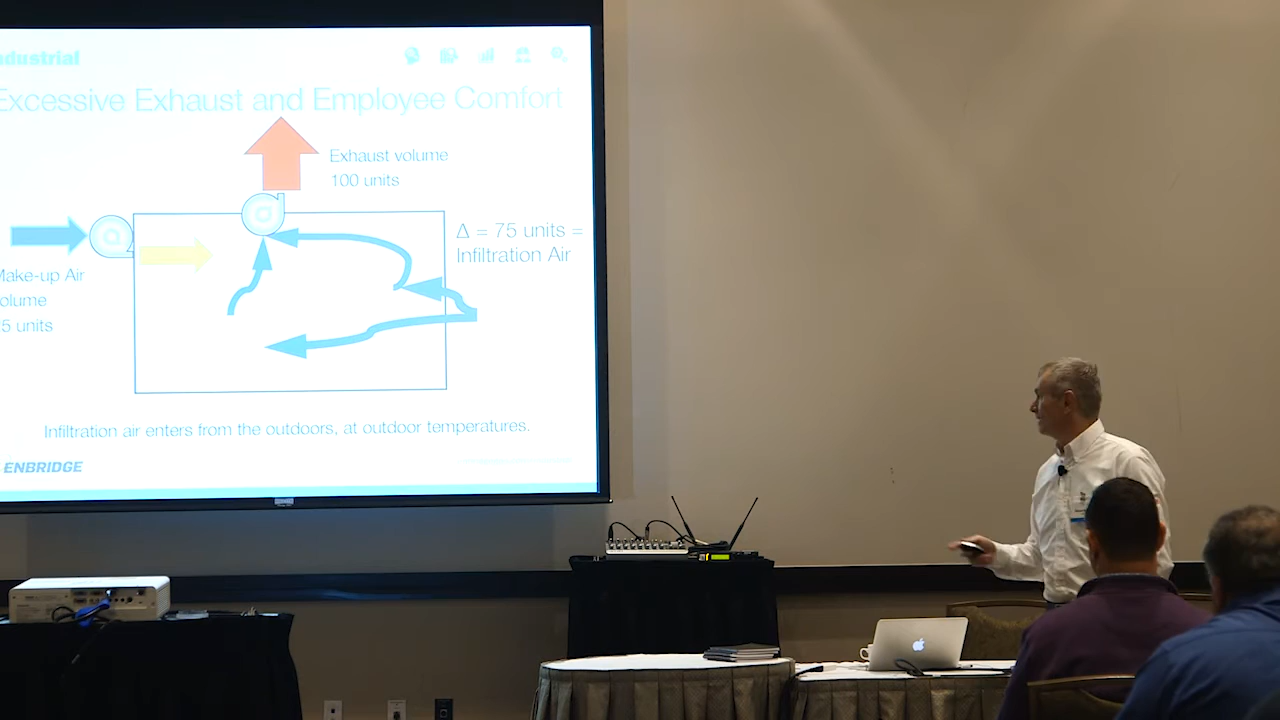 ndustrial
Excessive Exhaust and Employee Comfort
Exhaust volume
100 units
Δ = 75 units =
Infiltration Air
Make-up Air
olume
5 units
Infiltration air enters from the outdoors, at outdoor temperatures.
ENBRIDGE